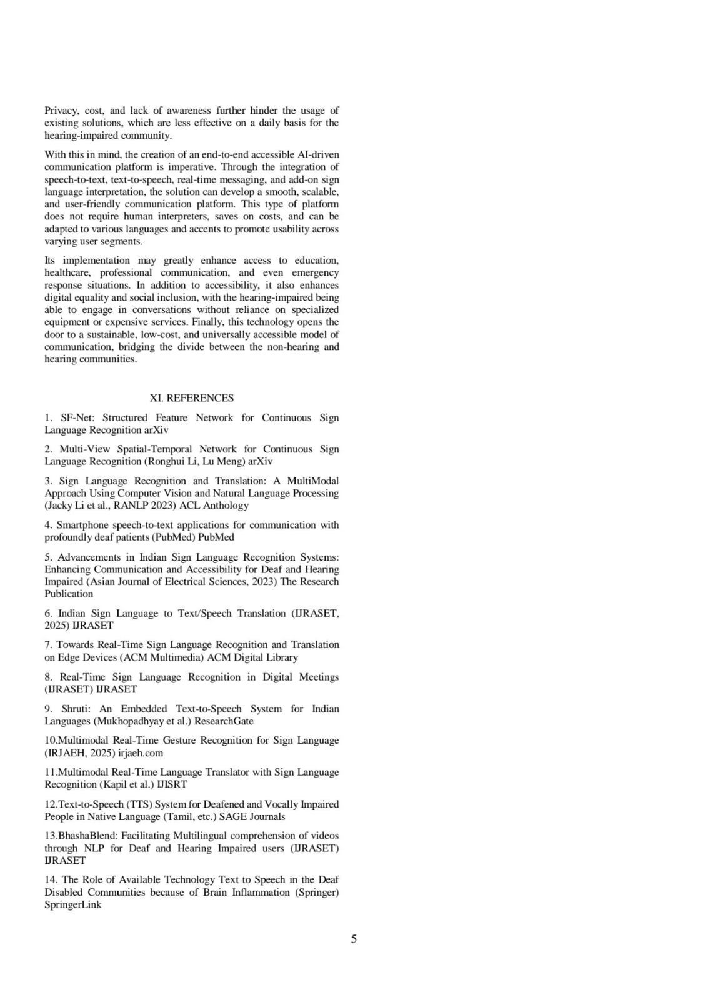 Privacy, cost, and lack of awareness further hinder the usage of
existing solutions, which are less effective on a daily basis for the
hearing-impaired community.
With this in mind, the creation of an end-to-end accessible AI-driven
communication platform is imperative. Through the integration of
speech-to-text, text-to-speech, real-time messaging, and add-on sign
language interpretation, the solution can develop a smooth, scalable,
and user-friendly communication platform. This type of platform
does not require human interpreters, saves on costs, and can be
adapted to various languages and accents to promote usability across
varying user segments.
Its implementation may greatly enhance access to education,
healthcare, professional communication, and even emergency
response situations. In addition to accessibility, it also enhances
digital equality and social inclusion, with the hearing-impaired being
able to engage in conversations without reliance on specialized
equipment or expensive services. Finally, this technology opens the
door to a sustainable, low-cost, and universally accessible model of
communication, bridging the divide between the non-hearing and
hearing communities.
XI. REFERENCES
1. SF-Net: Structured Feature Network for Continuous Sign
Language Recognition arXiv
2. Multi-View Spatial-Temporal Network for Continuous Sign
Language Recognition (Ronghui Li, Lu Meng) arXiv
3. Sign Language Recognition and Translation: A MultiModal
Approach Using Computer Vision and Natural Language Processing
(Jacky Li et al., RANLP 2023) ACL Anthology
4. Smartphone speech-to-text applications for communication with
profoundly deaf patients (PubMed) PubMed
5. Advancements in Indian Sign Language Recognition Systems:
Enhancing Communication and Accessibility for Deaf and Hearing
Impaired (Asian Journal of Electrical Sciences, 2023) The Research
Publication
6. Indian Sign Language to Text/Speech Translation (IJRASET,
2025) IJRASET
7. Towards Real-Time Sign Language Recognition and Translation
on Edge Devices (ACM Multimedia) ACM Digital Library
8. Real-Time Sign Language Recognition in Digital Meetings
(IJRASET) IJRASET
9. Shruti: An Embedded Text-to-Speech System for Indian
Languages (Mukhopadhyay et al.) ResearchGate
10.Multimodal Real-Time Gesture Recognition for Sign Language
(IRJAEH, 2025) irjaeh.com
11.Multimodal Real-Time Language Translator with Sign Language
Recognition (Kapil et al.) IJISRT
12.Text-to-Speech (TTS) System for Deafened and Vocally Impaired
People in Native Language (Tamil, etc.) SAGE Journals
13.BhashaBlend: Facilitating Multilingual comprehension of videos
through NLP for Deaf and Hearing Impaired users (IJRASET)
IJRASET
14. The Role of Available Technology Text to Speech in the Deaf
Disabled Communities because of Brain Inflammation (Springer)
SpringerLink
5